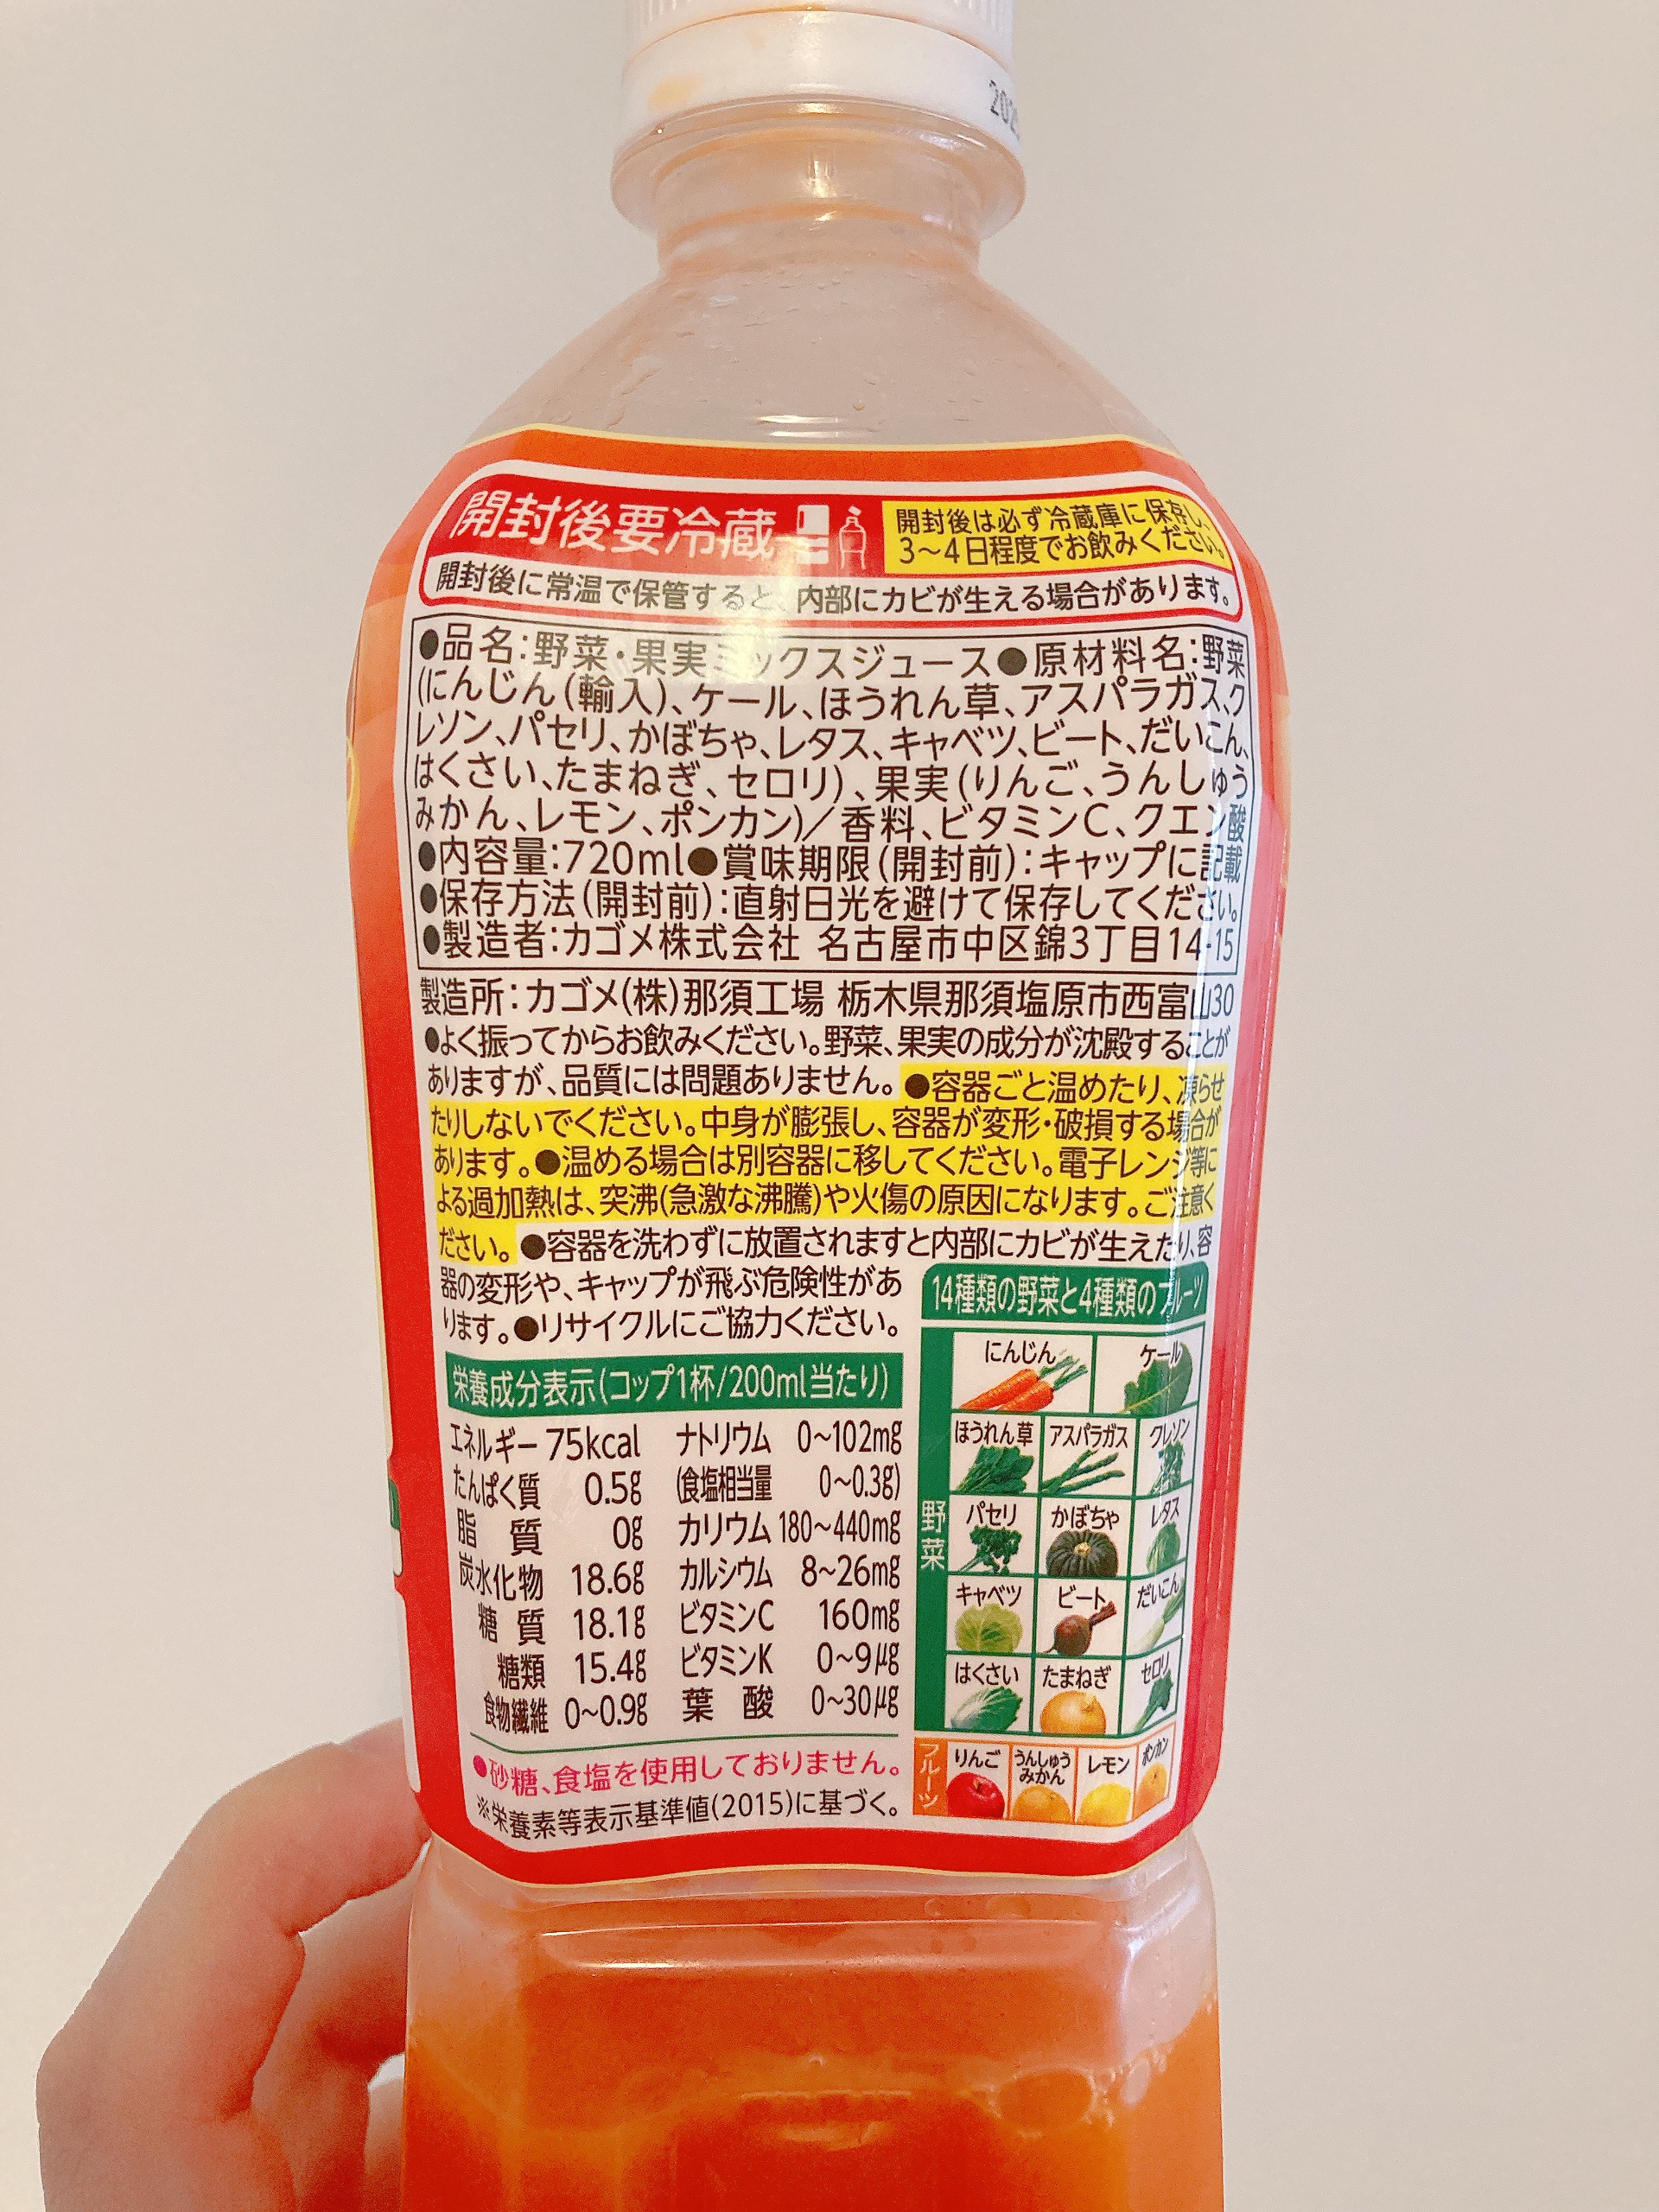 202
開封後要冷蔵
開封後は必ず冷蔵庫に保存し、
3～4日程度でお飲みください。
開封後に常温で保管すると、内部にカビが生える場合があります。
●品名:野菜・果実ミックスジュース●原材料名:野菜
(にんじん(輸入)、ケール、ほうれん草、アスパラガス、ク
レソン、パセリ、かぼちゃ、レタス、キャベツ、ビート、だいこん、
はくさい、たまねぎ、セロリ)、果実(りんご、うんしゅう
みかん、レモン、ポンカン)／香料、ビタミンC、クエン酸
●内容量:720ml●賞味期限(開封前):キャップに記載
●保存方法(開封前):直射日光を避けて保存してください。
●製造者:カゴメ株式会社 名古屋市中区錦3丁目14-15
製造所:カゴメ(株)那須工場 栃木県那須塩原市西富山30
●よく振ってからお飲みください。野菜、果実の成分が沈殿することが
ありますが、品質には問題ありません。●容器ごと温めたり、凍らせ
たりしないでください。中身が膨張し、容器が変形・破損する場合が
あります。●温める場合は別容器に移してください。電子レンジ等に
よる過加熱は、突沸(急激な沸騰)や火傷の原因になります。ご注意く
ださい。●容器を洗わずに放置されますと内部にカビが生えたり、容
器の変形や、キャップが飛ぶ危険性があ
ります。●リサイクルにご協力ください。
栄養成分表示(コップ1杯/200ml当たり)
エネルギー 75kcal ナトリウム 0～102mg
たんぱく質 0.5g (食塩相当量 0～0.3g)
脂質 0g カリウム 180～440mg
炭水化物 18.6g カルシウム 8～26mg
糖質 18.1g ビタミンC 160mg
糖類 15.4g ビタミンK 0～9μg
食物繊維 0～0.9g 葉酸 0～30μg
●砂糖、食塩を使用しておりません。
※栄養素等表示基準値(2015)に基づく。
14種類の野菜と4種類のフルーツ
野菜
にんじん ケール
ほうれん草 アスパラガス クレソン
パセリ かぼちゃ レタス
キャベツ ビート だいこん
はくさい たまねぎ セロリ
フルーツ
りんご うんしゅうみかん レモン ポンカン